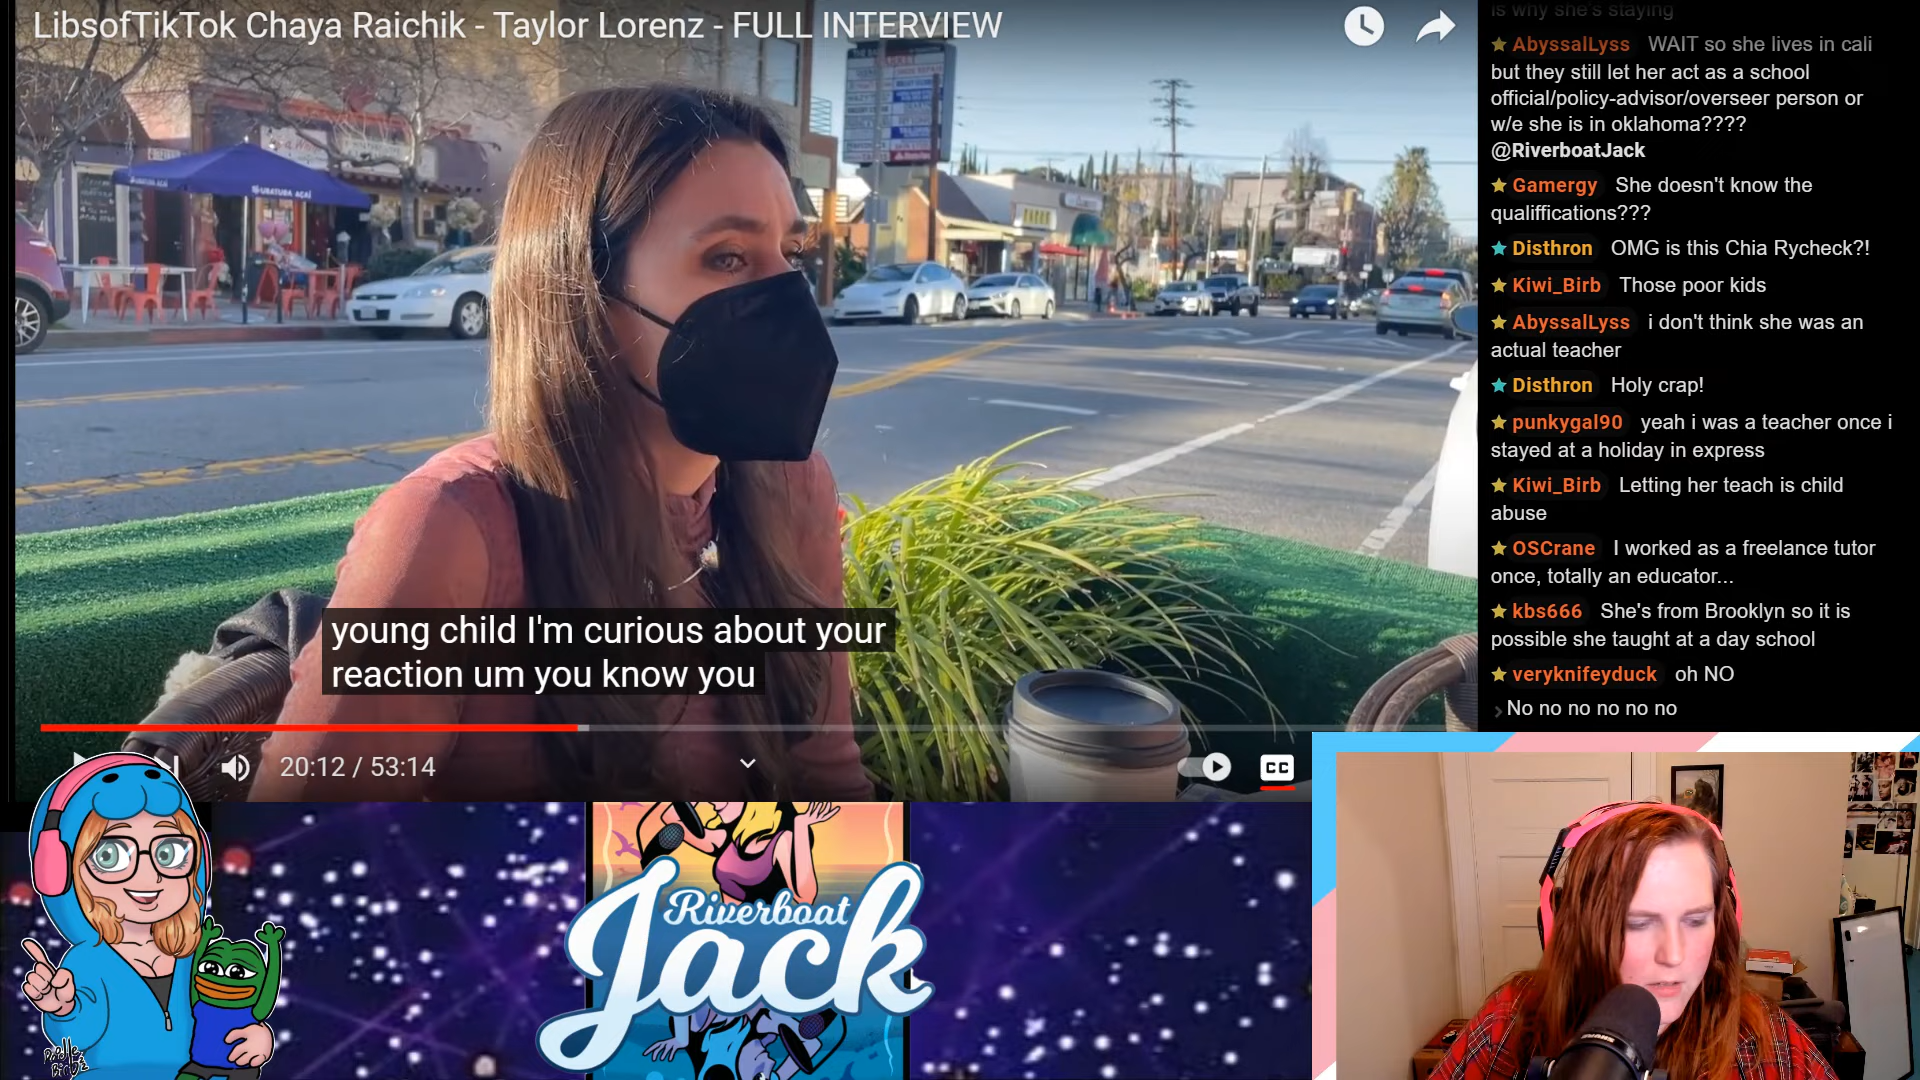 LibsofTikTok Chaya Raichik - Taylor Lorenz - FULL INTERVIEW
UBATUBA AÇAÍ
young child I'm curious about your
reaction um you know you
20:12 / 53:14
CC
is why she's staying
AbyssalLyss WAIT so she lives in cali
but they still let her act as a school
official/policy-advisor/overseer person or
w/e she is in oklahoma????
@RiverboatJack
Gamergy She doesn't know the
qualiffications???
Disthron OMG is this Chia Rycheck?!
Kiwi_Birb Those poor kids
AbyssalLyss i don't think she was an
actual teacher
Disthron Holy crap!
punkygal90 yeah i was a teacher once i
stayed at a holiday in express
Kiwi_Birb Letting her teach is child
abuse
OSCrane I worked as a freelance tutor
once, totally an educator...
kbs666 She's from Brooklyn so it is
possible she taught at a day school
veryknifeyduck oh NO
No no no no no no
Riverboat
Jack